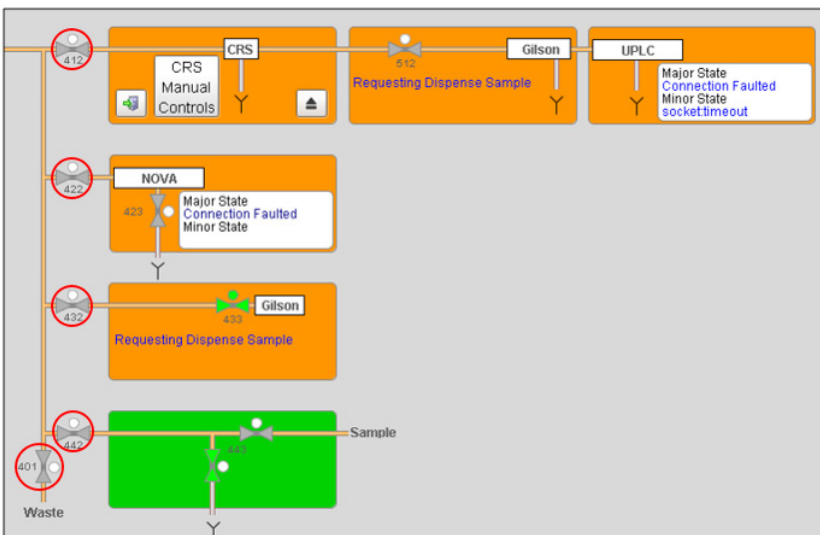 412
CRS
CRS
Manual
Controls
512
Requesting Dispense Sample
Gilson
UPLC
Major State
Connection Faulted
Minor State
socket:timeout
422
NOVA
423
Major State
Connection Faulted
Minor State
432
433
Gilson
Requesting Dispense Sample
442
443
Sample
401
Waste